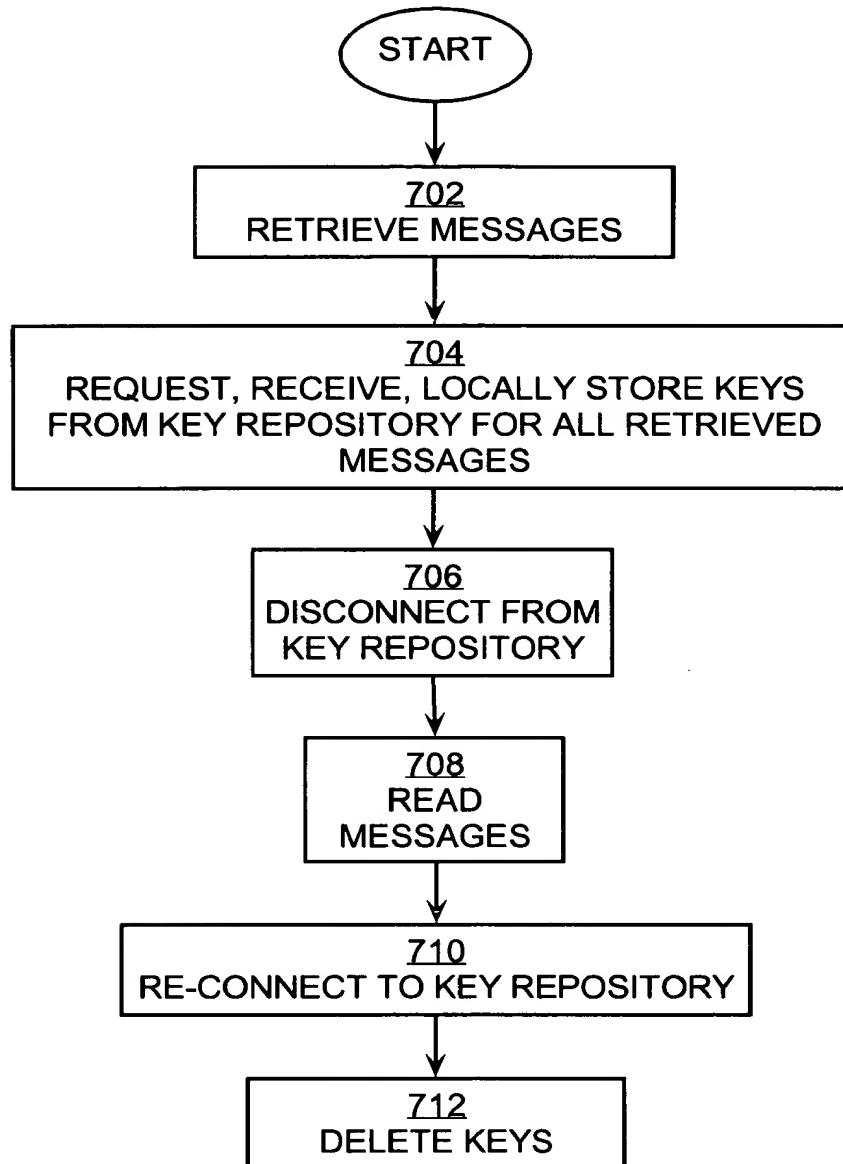 START
702
RETRIEVE MESSAGES
704
REQUEST, RECEIVE, LOCALLY STORE KEYS
FROM KEY REPOSITORY FOR ALL RETRIEVED
MESSAGES
706
DISCONNECT FROM
KEY REPOSITORY
708
READ
MESSAGES
710
RE-CONNECT TO KEY REPOSITORY
712
DELETE KEYS